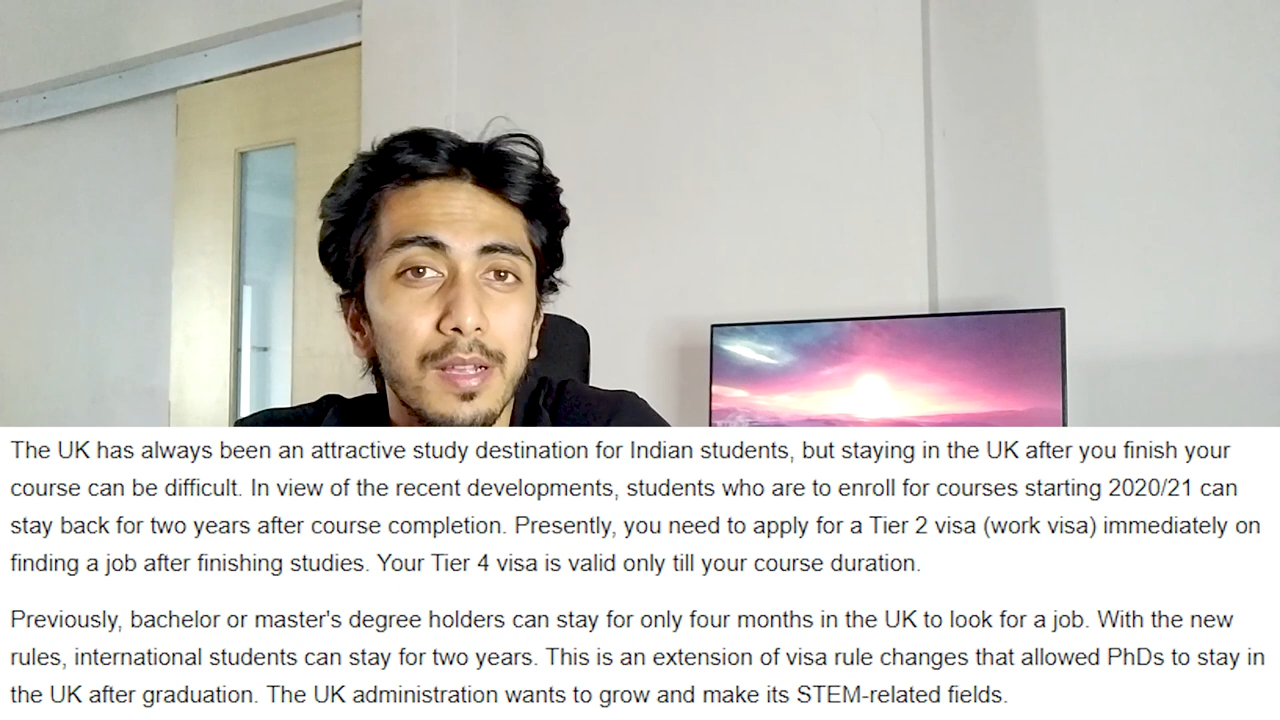 The UK has always been an attractive study destination for Indian students, but staying in the UK after you finish your
course can be difficult. In view of the recent developments, students who are to enroll for courses starting 2020/21 can
stay back for two years after course completion. Presently, you need to apply for a Tier 2 visa (work visa) immediately on
finding a job after finishing studies. Your Tier 4 visa is valid only till your course duration.
Previously, bachelor or master's degree holders can stay for only four months in the UK to look for a job. With the new
rules, international students can stay for two years. This is an extension of visa rule changes that allowed PhDs to stay in
the UK after graduation. The UK administration wants to grow and make its STEM-related fields.